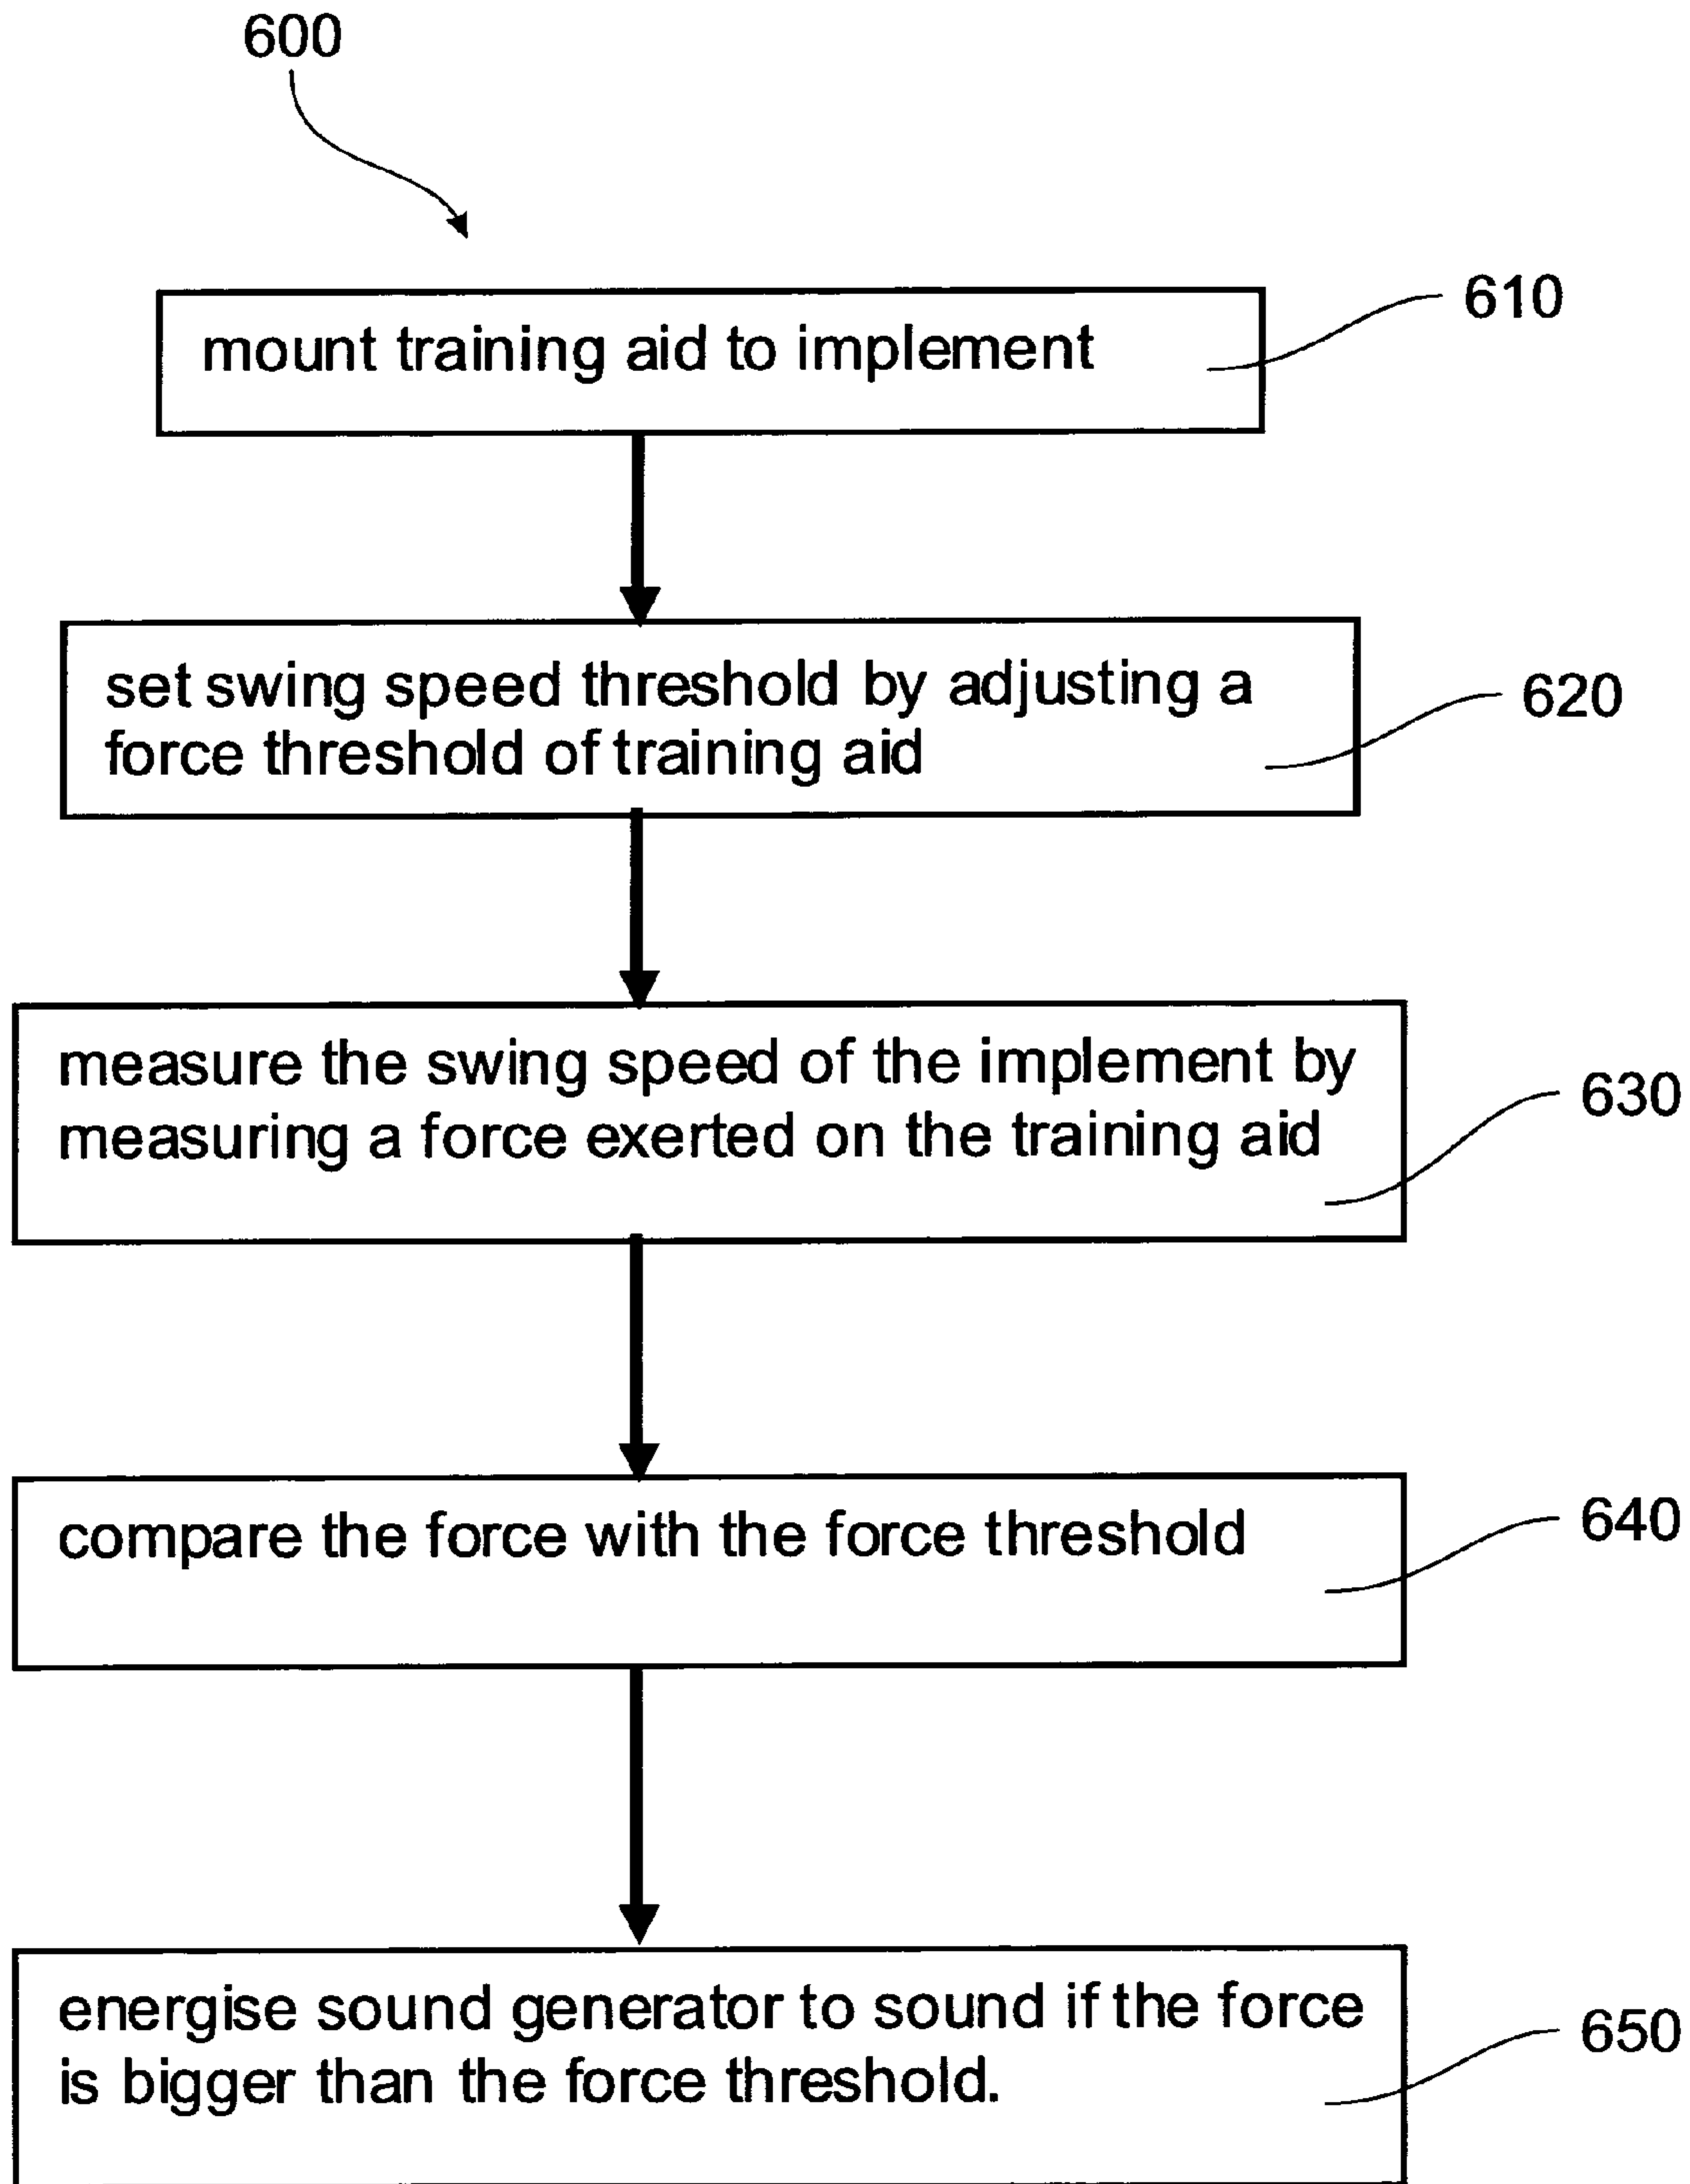 600
mount training aid to implement
610
set swing speed threshold by adjusting a
force threshold of training aid
620
measure the swing speed of the implement by
measuring a force exerted on the training aid
630
compare the force with the force threshold
640
energise sound generator to sound if the force
is bigger than the force threshold.
650